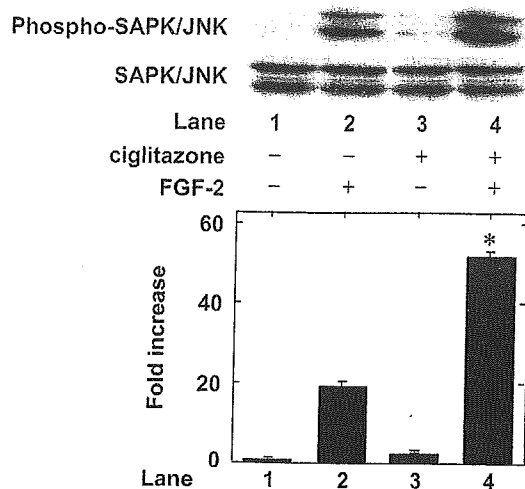 Phospho-SAPK/JNK
SAPK/JNK
Lane 1 2 3 4
ciglitazone − − + +
FGF-2 − + − +
60
40
20
0
Fold increase
*
Lane 1 2 3 4